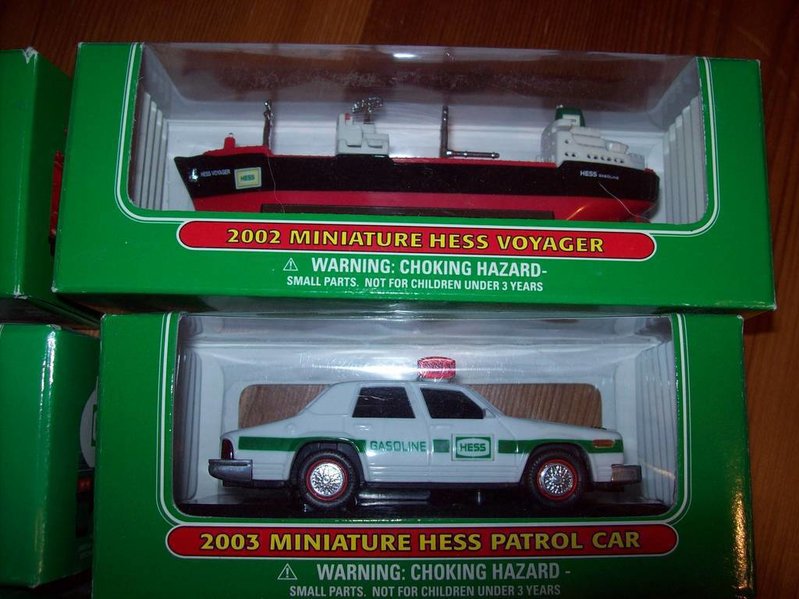 HESS VOYAGER
HESS
HESS GASOLINE
2002 MINIATURE HESS VOYAGER
⚠ WARNING: CHOKING HAZARD-
SMALL PARTS. NOT FOR CHILDREN UNDER 3 YEARS
GASOLINE HESS
2003 MINIATURE HESS PATROL CAR
⚠ WARNING: CHOKING HAZARD -
SMALL PARTS. NOT FOR CHILDREN UNDER 3 YEARS